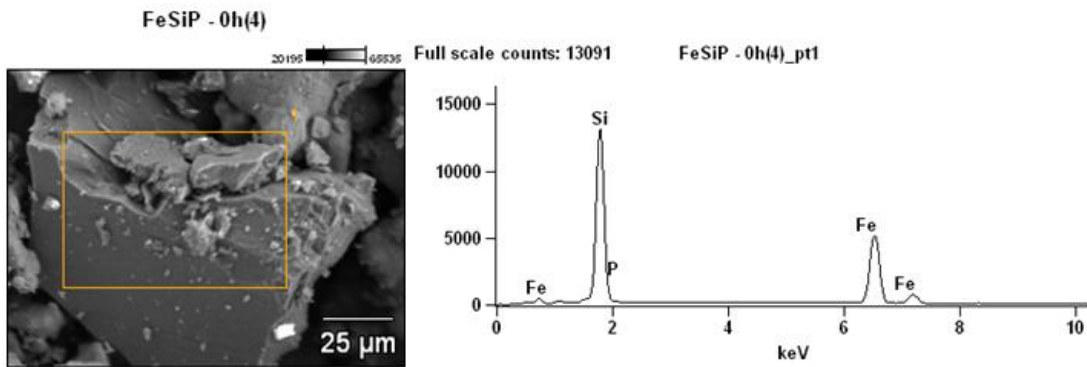 FeSiP - 0h(4)
20195 65535
25 µm
Full scale counts: 13091
FeSiP - 0h(4)_pt1
15000
10000
5000
0
Si
P
Fe
Fe
Fe
0 2 4 6 8 10
keV